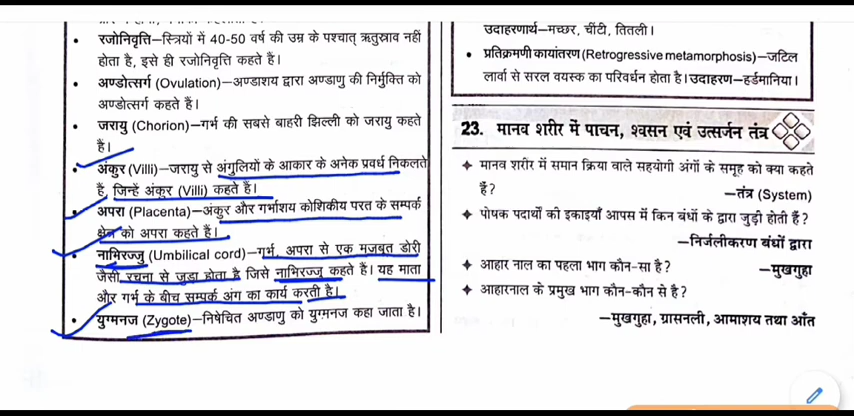 • रजोनिवृत्ति—स्त्रियों में 40-50 वर्ष की उम्र के पश्चात् ऋतुस्राव नहीं
होता है, इसे ही रजोनिवृत्ति कहते हैं।
• अण्डोत्सर्ग (Ovulation)—अण्डाशय द्वारा अण्डाणु की निर्मुक्ति को
अण्डोत्सर्ग कहते हैं।
• जरायु (Chorion)—गर्भ की सबसे बाहरी झिल्ली को जरायु कहते
हैं।
• अंकुर (Villi)—जरायु से अंगुलियों के आकार के अनेक प्रवर्ध निकलते
हैं, जिन्हें अंकुर (Villi) कहते हैं।
• अपरा (Placenta)—अंकुर और गर्भाशय कोशिकीय परत के सम्पर्क
क्षेत्र को अपरा कहते हैं।
• नाभिरज्जु (Umbilical cord)—गर्भ, अपरा से एक मजबूत डोरी
जैसी रचना से जुड़ा होता है जिसे नाभिरज्जु कहते हैं। यह माता
और गर्भ के बीच सम्पर्क अंग का कार्य करती है।
• युग्मनज (Zygote)—निषेचित अण्डाणु को युग्मनज कहा जाता है।
उदाहरणार्थ—मच्छर, चींटी, तितली।
• प्रतिक्रमणी कायांतरण (Retrogressive metamorphosis)—जटिल
लार्वा से सरल वयस्क का परिवर्धन होता है। उदाहरण—हर्डमानिया।
23. मानव शरीर में पाचन, श्वसन एवं उत्सर्जन तंत्र
✦ मानव शरीर में समान क्रिया वाले सहयोगी अंगों के समूह को क्या कहते
हैं? —तंत्र (System)
✦ पोषक पदार्थों की इकाइयाँ आपस में किन बंधों के द्वारा जुड़ी होती हैं?
—निर्जलीकरण बंधों द्वारा
✦ आहार नाल का पहला भाग कौन-सा है? —मुखगुहा
✦ आहारनाल के प्रमुख भाग कौन-कौन से है?
—मुखगुहा, ग्रासनली, आमाशय तथा आँत